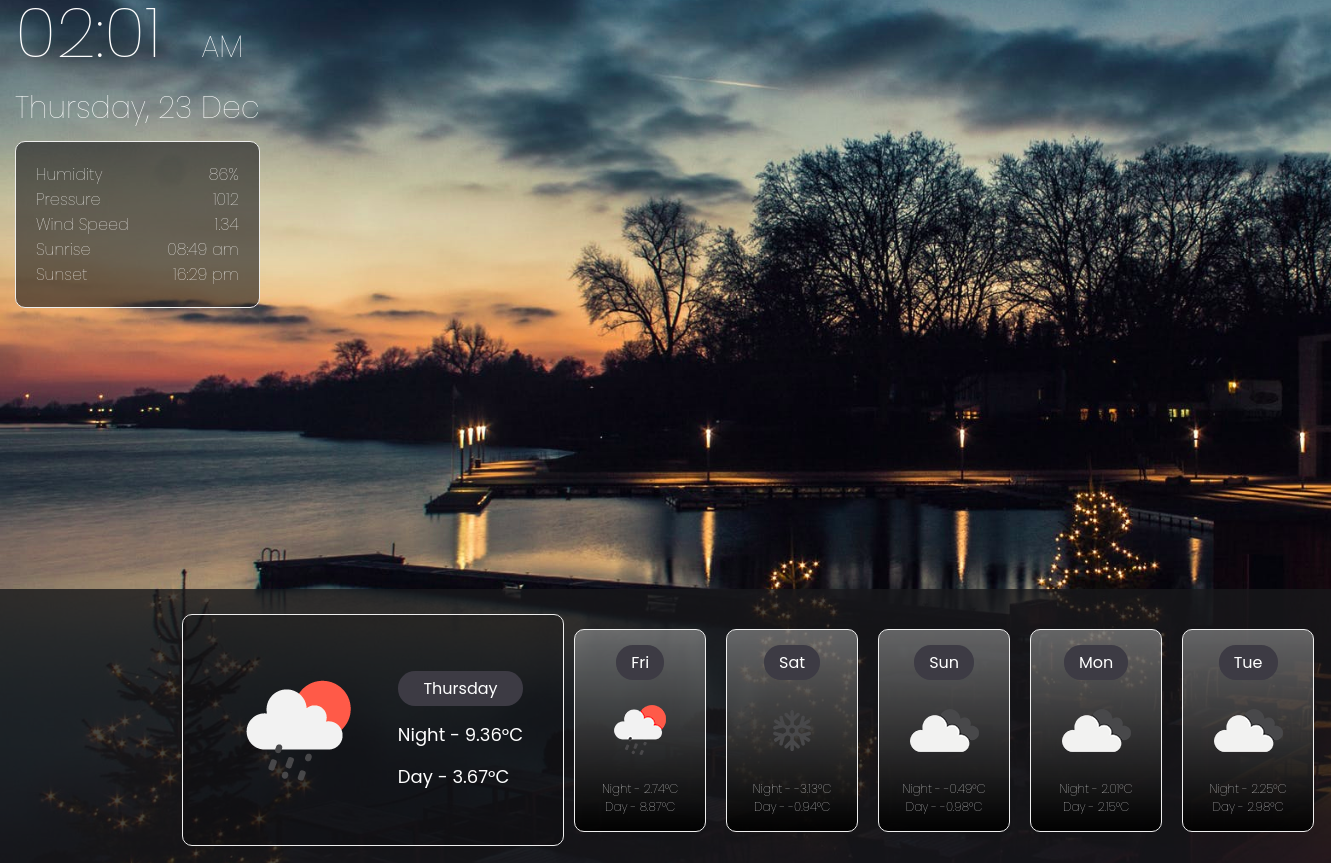 02:01 AM
Thursday, 23 Dec
Humidity 86%
Pressure 1012
Wind Speed 1.34
Sunrise 08:49 am
Sunset 16:29 pm
Thursday
Night - 9.36°C
Day - 3.67°C
Fri
Night - 2.74°C
Day - 8.87°C
Sat
Night - -3.13°C
Day - -0.94°C
Sun
Night - -0.49°C
Day - -0.98°C
Mon
Night - 2.01°C
Day - 2.15°C
Tue
Night - 2.25°C
Day - 2.98°C